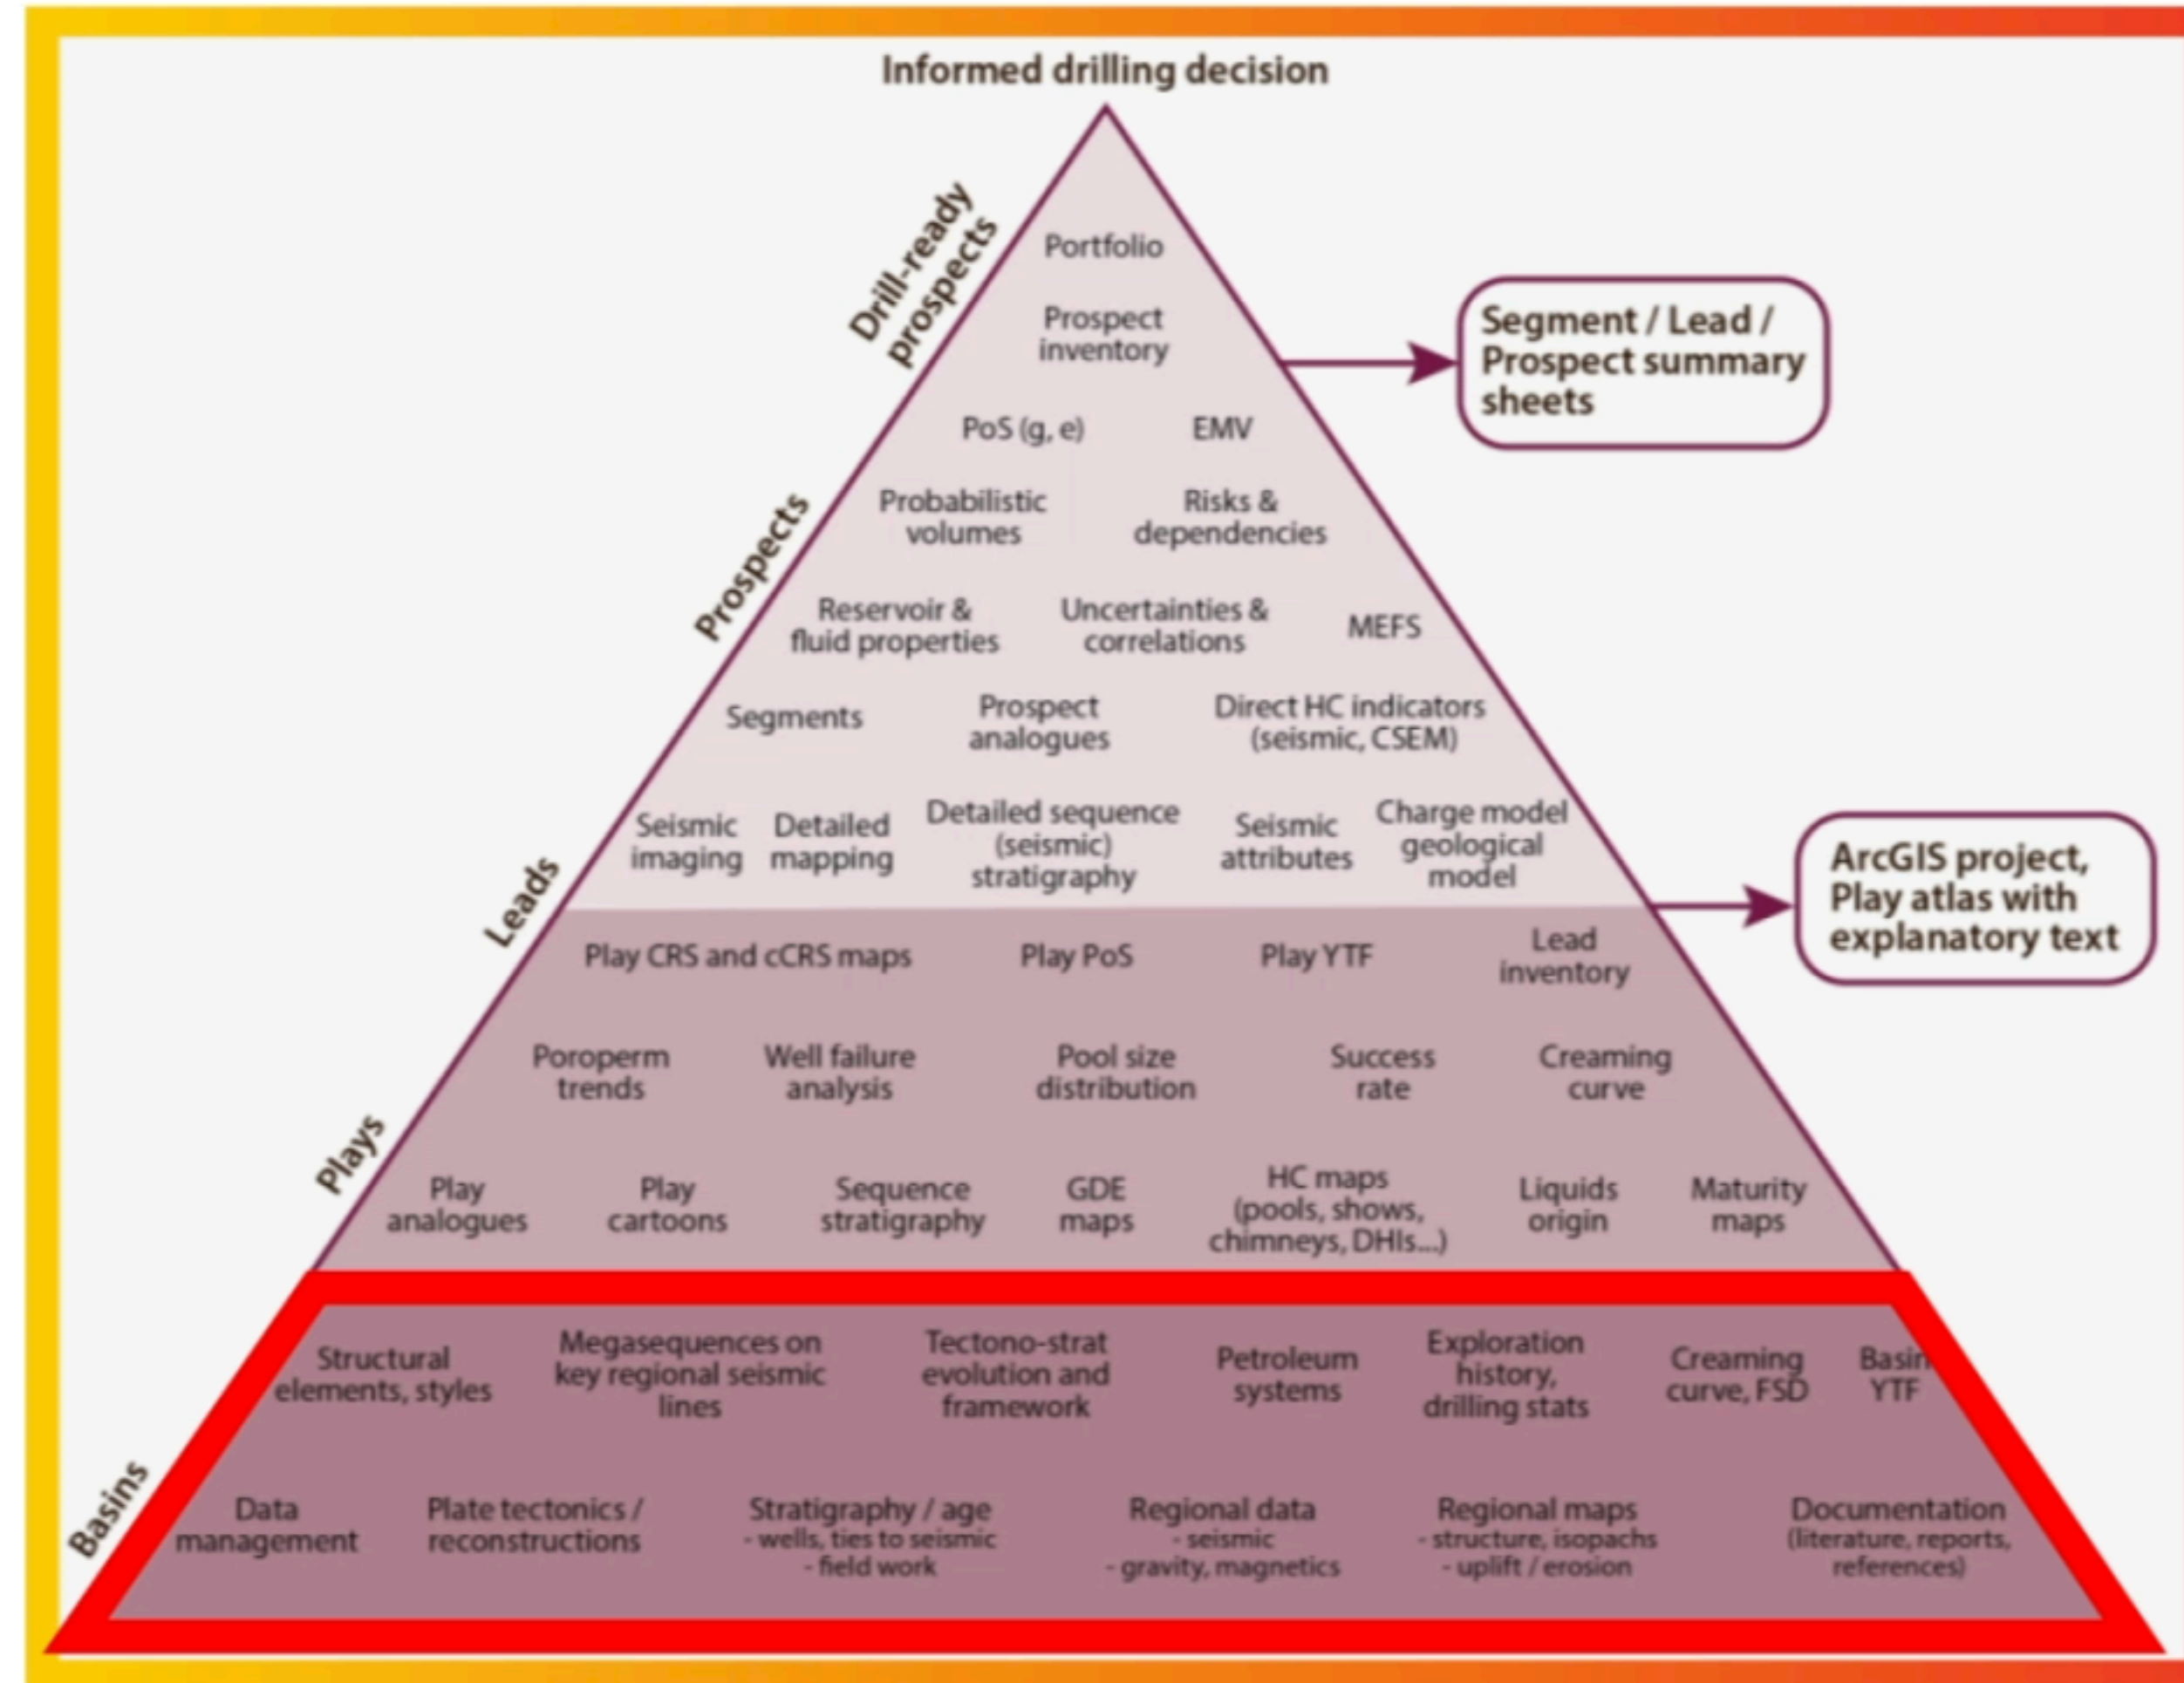 Informed drilling decision
Drill-ready
prospects
Portfolio
Prospect
inventory
Segment / Lead /
Prospect summary
sheets
PoS (g, e)
EMV
Prospects
Probabilistic
volumes
Risks &
dependencies
Reservoir &
fluid properties
Uncertainties &
correlations
MEFS
Segments
Prospect
analogues
Direct HC indicators
(seismic, CSEM)
Leads
Seismic
imaging
Detailed
mapping
Detailed sequence
(seismic)
stratigraphy
Seismic
attributes
Charge model
geological
model
ArcGIS project,
Play atlas with
explanatory text
Play CRS and cCRS maps
Play PoS
Play YTF
Lead
inventory
Plays
Poroperm
trends
Well failure
analysis
Pool size
distribution
Success
rate
Creaming
curve
Play
analogues
Play
cartoons
Sequence
stratigraphy
GDE
maps
HC maps
(pools, shows,
chimneys, DHIs...)
Liquids
origin
Maturity
maps
Basins
Structural
elements, styles
Megasequences on
key regional seismic
lines
Tectono-strat
evolution and
framework
Petroleum
systems
Exploration
history,
drilling stats
Creaming
curve, FSD
Basin
YTF
Data
management
Plate tectonics /
reconstructions
Stratigraphy / age
- wells, ties to seismic
- field work
Regional data
- seismic
- gravity, magnetics
Regional maps
- structure, isopachs
- uplift / erosion
Documentation
(literature, reports,
references)